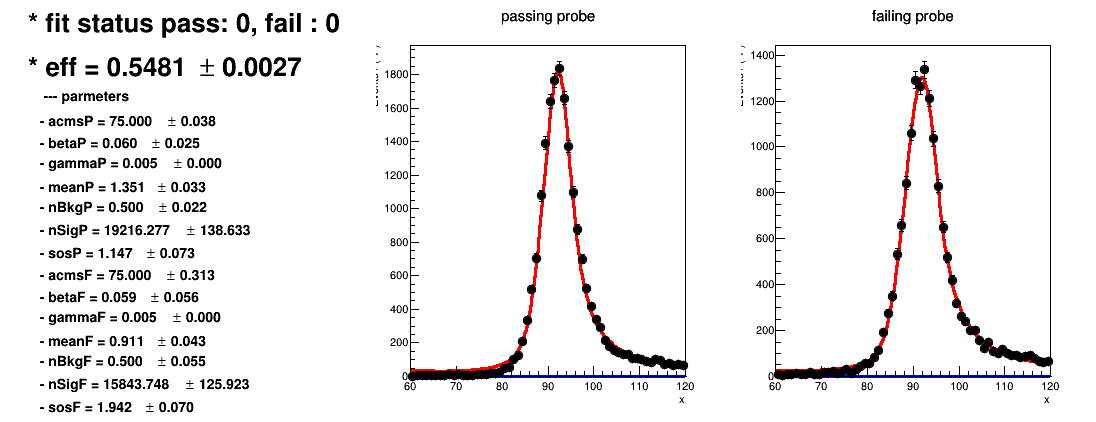 * fit status pass: 0, fail : 0
* eff = 0.5481 ± 0.0027
--- parmeters
- acmsP = 75.000 ± 0.038
- betaP = 0.060 ± 0.025
- gammaP = 0.005 ± 0.000
- meanP = 1.351 ± 0.033
- nBkgP = 0.500 ± 0.022
- nSigP = 19216.277 ± 138.633
- sosP = 1.147 ± 0.073
- acmsF = 75.000 ± 0.313
- betaF = 0.059 ± 0.056
- gammaF = 0.005 ± 0.000
- meanF = 0.911 ± 0.043
- nBkgF = 0.500 ± 0.055
- nSigF = 15843.748 ± 125.923
- sosF = 1.942 ± 0.070
passing probe
1800
1600
1400
1200
1000
800
600
400
200
0
60 70 80 90 100 110 120
x
failing probe
1400
1200
1000
800
600
400
200
0
60 70 80 90 100 110 120
x